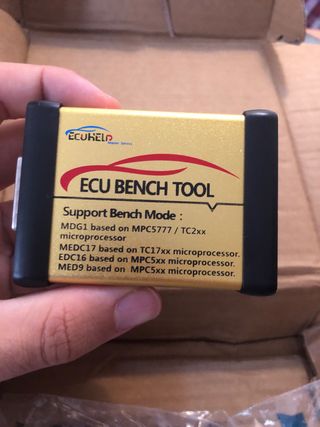 ECUHELP
Master Service
ECU BENCH TOOL
Support Bench Mode :
MDG1 based on MPC5777 / TC2xx
microprocessor
MEDC17 based on TC17xx microprocessor.
EDC16 based on MPC5xx microprocessor.
MED9 based on MPC5xx microprocessor.